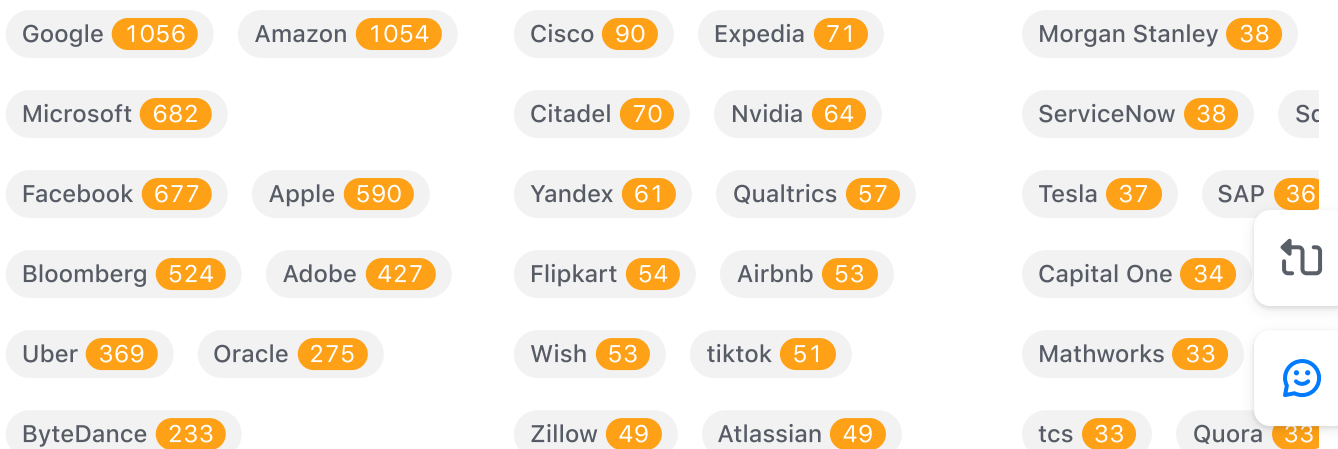 Google 1056 Amazon 1054
Microsoft 682
Facebook 677 Apple 590
Bloomberg 524 Adobe 427
Uber 369 Oracle 275
ByteDance 233
Cisco 90 Expedia 71
Citadel 70 Nvidia 64
Yandex 61 Qualtrics 57
Flipkart 54 Airbnb 53
Wish 53 tiktok 51
Zillow 49 Atlassian 49
Morgan Stanley 38
ServiceNow 38
Tesla 37 SAP 36
Capital One 34
Mathworks 33
tcs 33 Quora 33